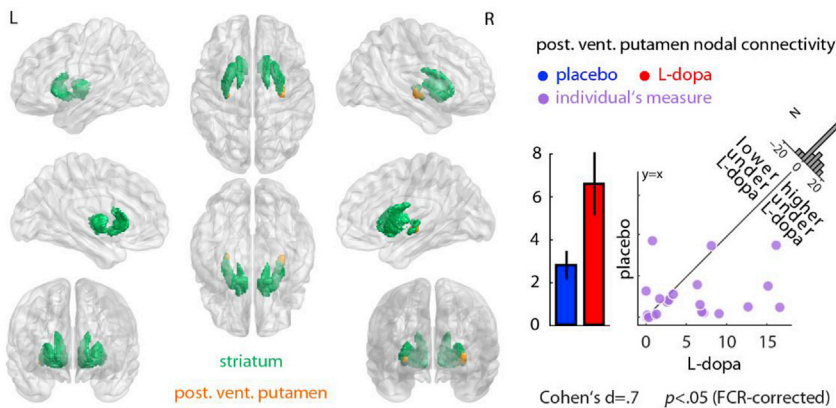 L
R
striatum
post. vent. putamen
post. vent. putamen nodal connectivity
placebo
L-dopa
individual's measure
8
6
4
2
0
placebo
y=x
0
5
10
15
L-dopa
N
-20
0
20
lower
under
L-dopa
higher
under
L-dopa
Cohen's d=.7
p<.05 (FCR-corrected)